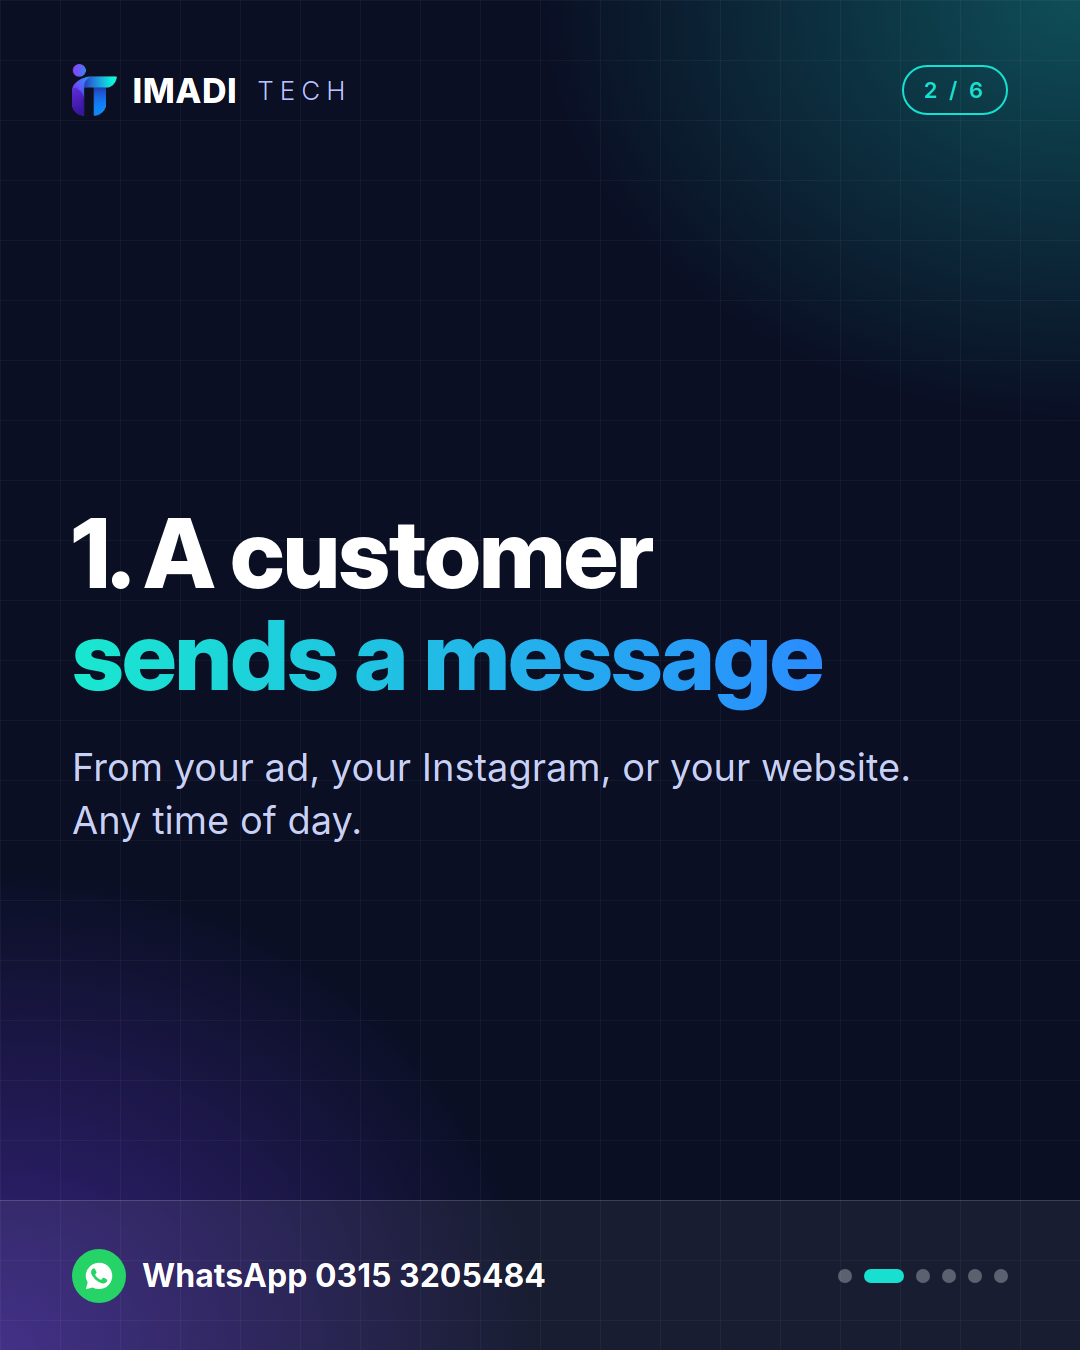 IMADI TECH
2 / 6
1. A customer
sends a message
From your ad, your Instagram, or your website.
Any time of day.
WhatsApp 0315 3205484